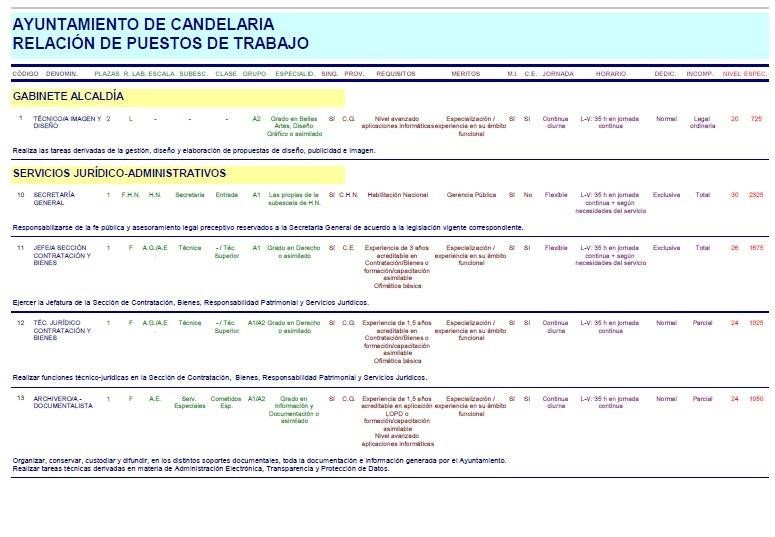 AYUNTAMIENTO DE CANDELARIA
RELACIÓN DE PUESTOS DE TRABAJO
CÓDIGO DENOMIN. PLAZAS R. LAB. ESCALA SUBESC. CLASE GRUPO ESPECIALID. SING. PROV. REQUISITOS MERITOS M.I. C.E. JORNADA HORARIO DEDIC. INCOMP. NIVEL ESPEC.
GABINETE ALCALDÍA
1 TÉCNICO/A IMAGEN Y 2 L - - - A2 Grado en Bellas SI C.G. Nivel avanzado Especialización / SI SI Continua L-V: 35 h en jornada Normal Legal 20 725
DISEÑO Artes, Diseño aplicaciones informáticas experiencia en su ámbito diurna continua ordinaria
Gráfico o asimilado funcional
Realiza las tareas derivadas de la gestión, diseño y elaboración de propuestas de diseño, publicidad e imagen.
SERVICIOS JURÍDICO-ADMINISTRATIVOS
10 SECRETARÍA 1 F.H.N. H.N. Secretaría Entrada A1 Las propias de la SI C.H.N. Habilitación Nacional Gerencia Pública SI No Flexible L-V: 35 h en jornada Exclusiva Total 30 2325
GENERAL subescala de H.N. continua + según
necesidades del servicio
Responsabilizarse de la fe pública y asesoramiento legal preceptivo reservados a la Secretaría General de acuerdo a la legislación vigente correspondiente.
11 JEFE/A SECCIÓN 1 F A.G./A.E Técnica - / Téc. A1 Grado en Derecho SI C.E. Experiencia de 3 años Especialización / SI SI Flexible L-V: 35 h en jornada Exclusiva Total 26 1675
CONTRATACIÓN Y Superior o asimilado acreditable en experiencia en su ámbito continua + según
BIENES Contratación/Bienes o funcional necesidades del servicio
formación/capacitación
asimilable
Ofimática básica
Ejercer la Jefatura de la Sección de Contratación, Bienes, Responsabilidad Patrimonial y Servicios Jurídicos.
12 TÉC. JURÍDICO 1 F A.G./A.E Técnica - / Téc. A1/A2 Grado en Derecho SI C.G. Experiencia de 1,5 años Especialización / SI SI Continua L-V: 35 h en jornada Normal Parcial 24 1025
CONTRATACIÓN Y Superior o asimilado acreditable en experiencia en su ámbito diurna continua
BIENES Contratación/Bienes o funcional
formación/capacitación
asimilable
Ofimática básica
Realizar funciones técnico-jurídicas en la Sección de Contratación, Bienes, Responsabilidad Patrimonial y Servicios Jurídicos.
13 ARCHIVERO/A - 1 F A.E. Serv. Cometidos A1/A2 Grado en SI C.G. Experiencia de 1,5 años Especialización / SI SI Continua L-V: 35 h en jornada Normal Parcial 24 1050
DOCUMENTALISTA Especiales Esp. Información y acreditable en aplicación experiencia en su ámbito diurna continua
Documentación o LOPD o funcional
asimilado formación/capacitación
asimilable
Nivel avanzado
aplicaciones informáticas
Organizar, conservar, custodiar y difundir, en los distintos soportes documentales, toda la documentación e información generada por el Ayuntamiento.
Realizar tareas técnicas derivadas en materia de Administración Electrónica, Transparencia y Protección de Datos.